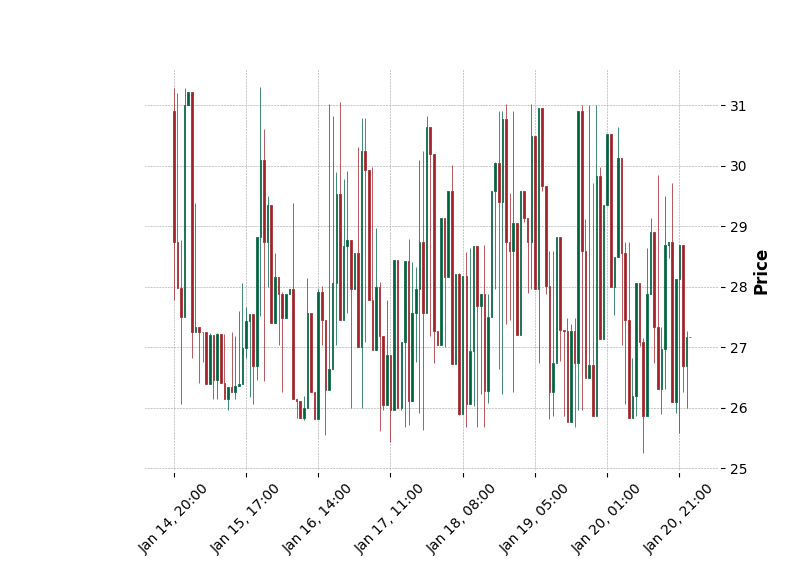 31
30
29
28
27
26
25
Price
Jan 14, 20:00
Jan 15, 17:00
Jan 16, 14:00
Jan 17, 11:00
Jan 18, 08:00
Jan 19, 05:00
Jan 20, 01:00
Jan 20, 21:00